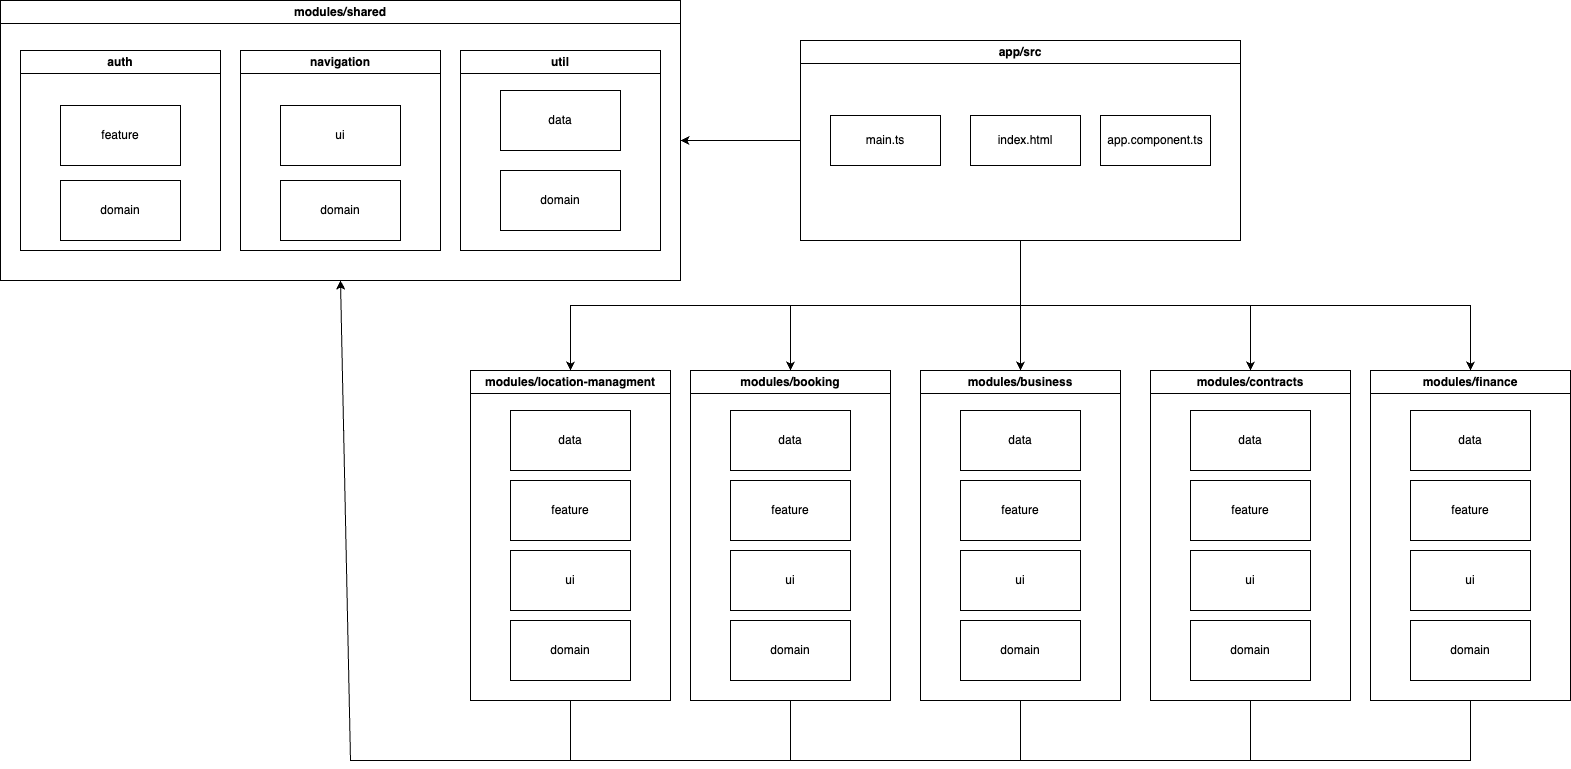 modules/shared
auth
feature
domain
navigation
ui
domain
util
data
domain
app/src
main.ts
index.html
app.component.ts
modules/location-managment
data
feature
ui
domain
modules/booking
data
feature
ui
domain
modules/business
data
feature
ui
domain
modules/contracts
data
feature
ui
domain
modules/finance
data
feature
ui
domain